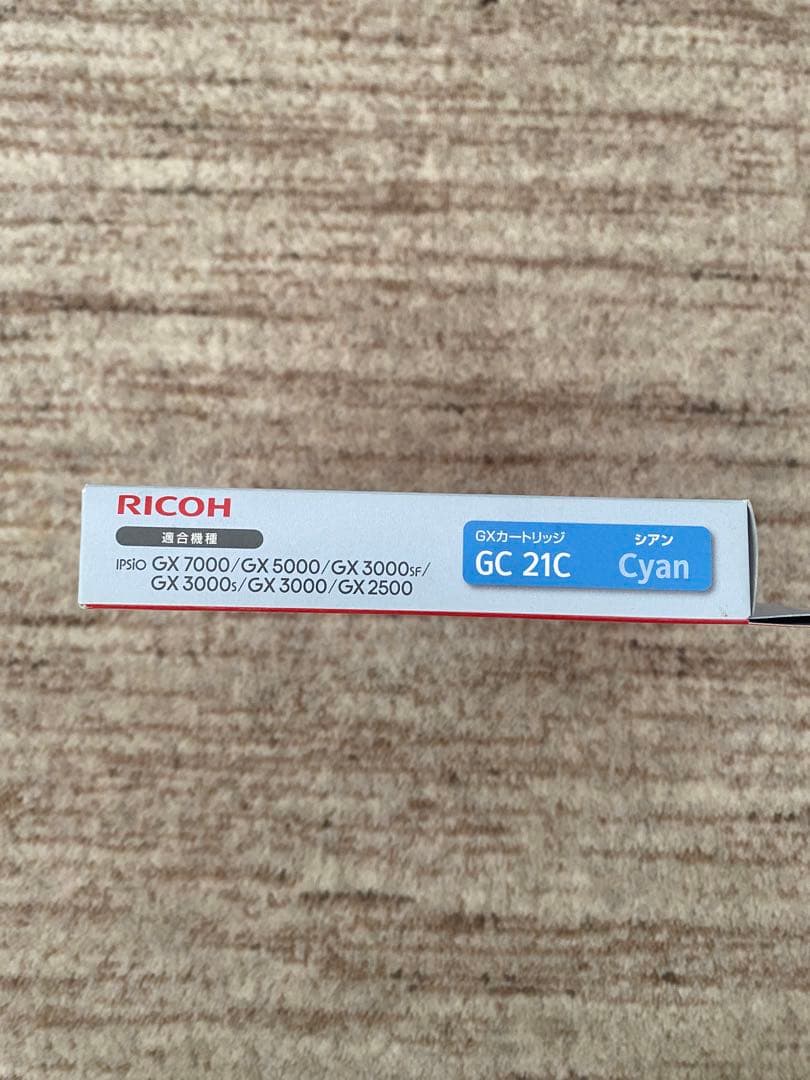 RICOH
適合機種
IPSiO GX 7000/GX 5000/GX 3000SF/
GX 3000s/GX 3000/GX 2500
GXカートリッジ シアン
GC 21C Cyan